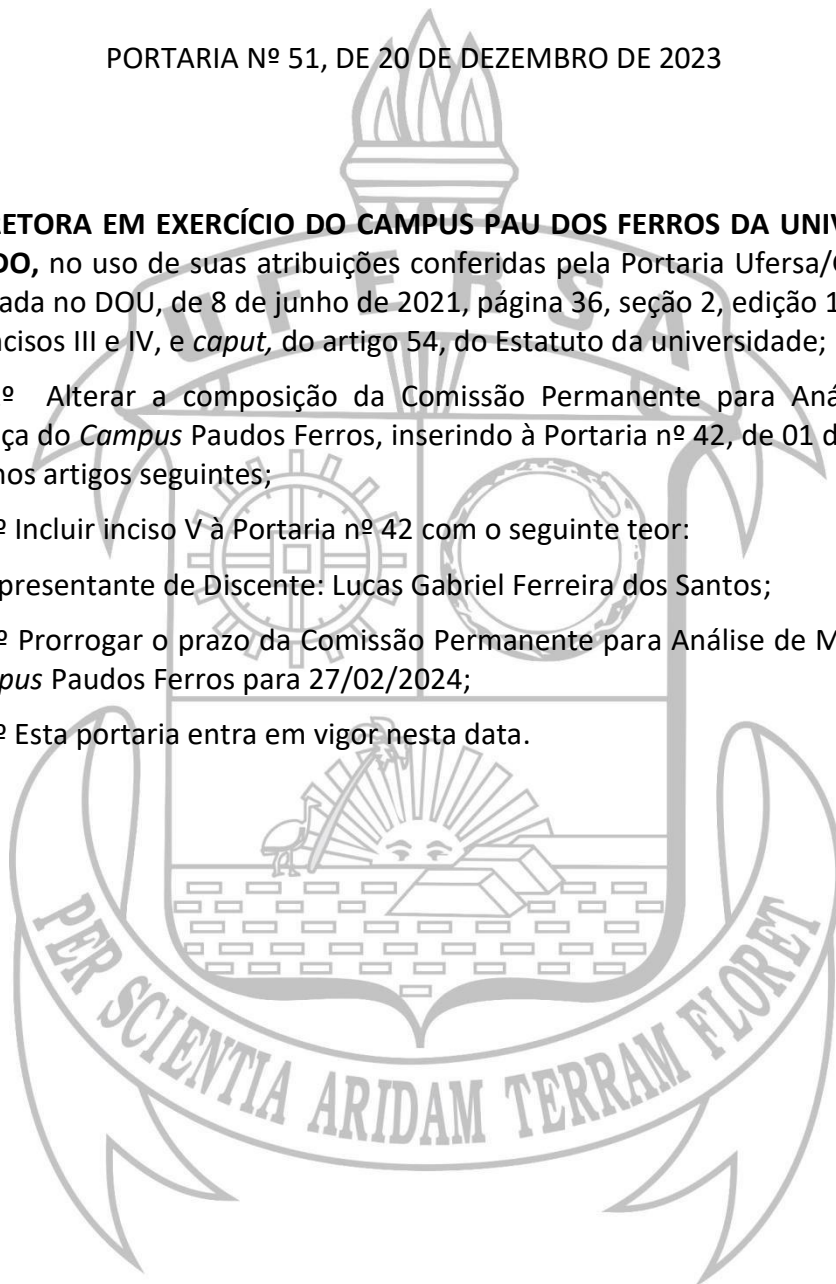 PORTARIA Nº 51, DE 20 DE DEZEMBRO DE 2023
RETORA EM EXERCÍCIO DO CAMPUS PAU DOS FERROS DA UNIV
DO, no uso de suas atribuições conferidas pela Portaria Ufersa/
ada no DOU, de 8 de junho de 2021, página 36, seção 2, edição 1
ncisos III e IV, e caput, do artigo 54, do Estatuto da universidade;
º Alterar a composição da Comissão Permanente para Aná
ça do Campus Paudos Ferros, inserindo à Portaria nº 42, de 01 d
nos artigos seguintes;
º Incluir inciso V à Portaria nº 42 com o seguinte teor:
presentante de Discente: Lucas Gabriel Ferreira dos Santos;
º Prorrogar o prazo da Comissão Permanente para Análise de M
pus Paudos Ferros para 27/02/2024;
º Esta portaria entra em vigor nesta data.
UFERSA
PER SCIENTIA ARIDAM TERRAM FLORET